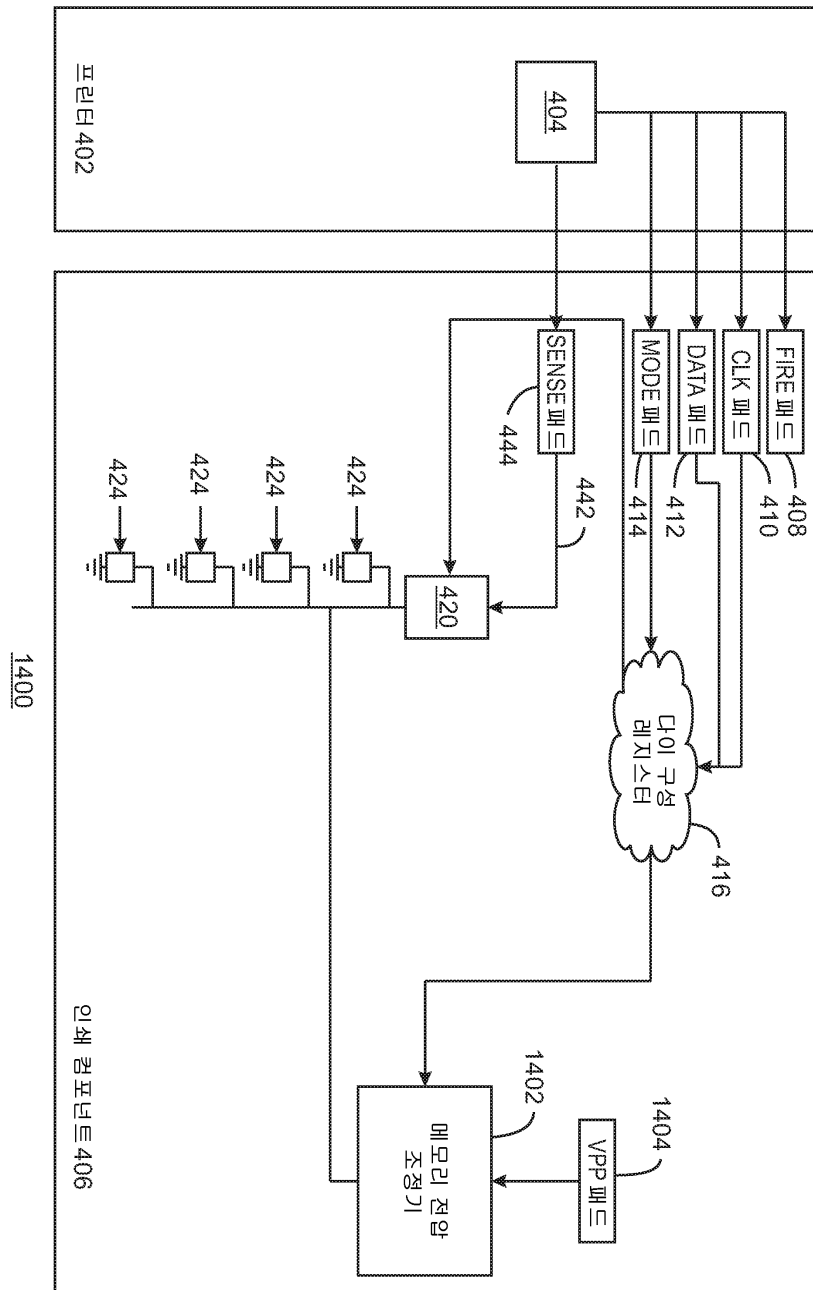 프린터 402
404
FIRE 패드
408
CLK 패드
410
DATA 패드
412
MODE 패드
414
SENSE 패드
444
442
420
424
424
424
424
다이 구성
레지스터
416
1404
VPP 패드
1402
메모리 전압
조정기
인쇄 컴포넌트 406
1400